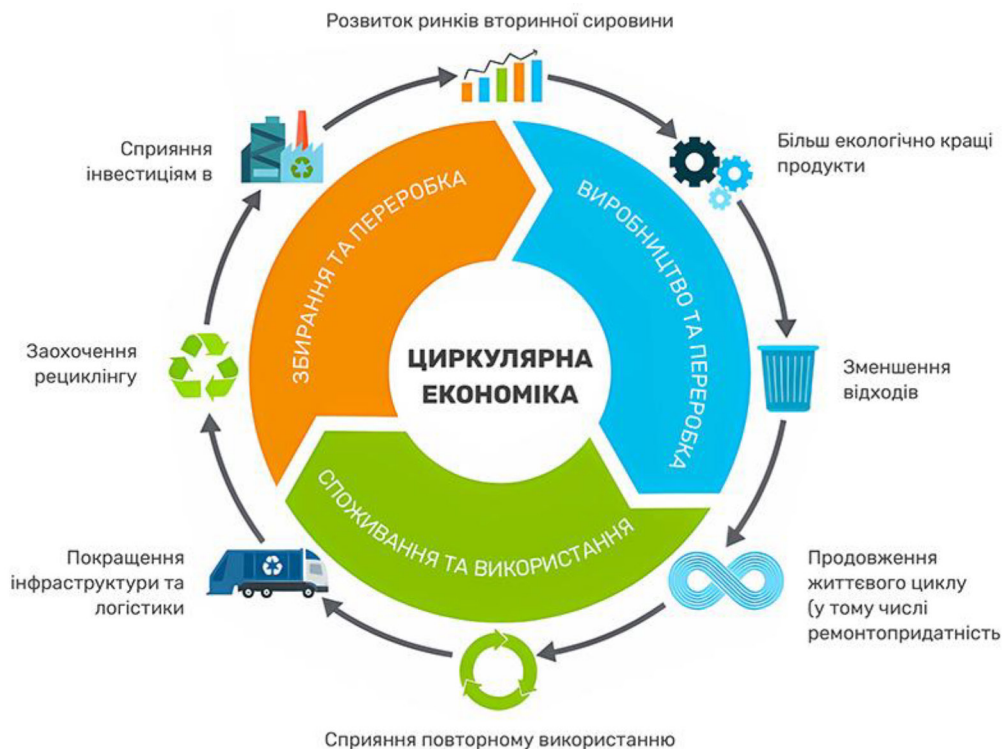 Розвиток ринків вторинної сировини
Більш екологічно кращі
продукти
Зменшення
відходів
Продовження
життєвого циклу
(у тому числі
ремонтопридатність
Сприяння повторному використанню
Покращення
інфраструктури та
логістики
Заохочення
рециклінгу
Сприяння
інвестиціям в
ЗБИРАННЯ ТА ПЕРЕРОБКА
ВИРОБНИЦТВО ТА ПЕРЕРОБКА
СПОЖИВАННЯ ТА ВИКОРИСТАННЯ
ЦИРКУЛЯРНА
ЕКОНОМІКА